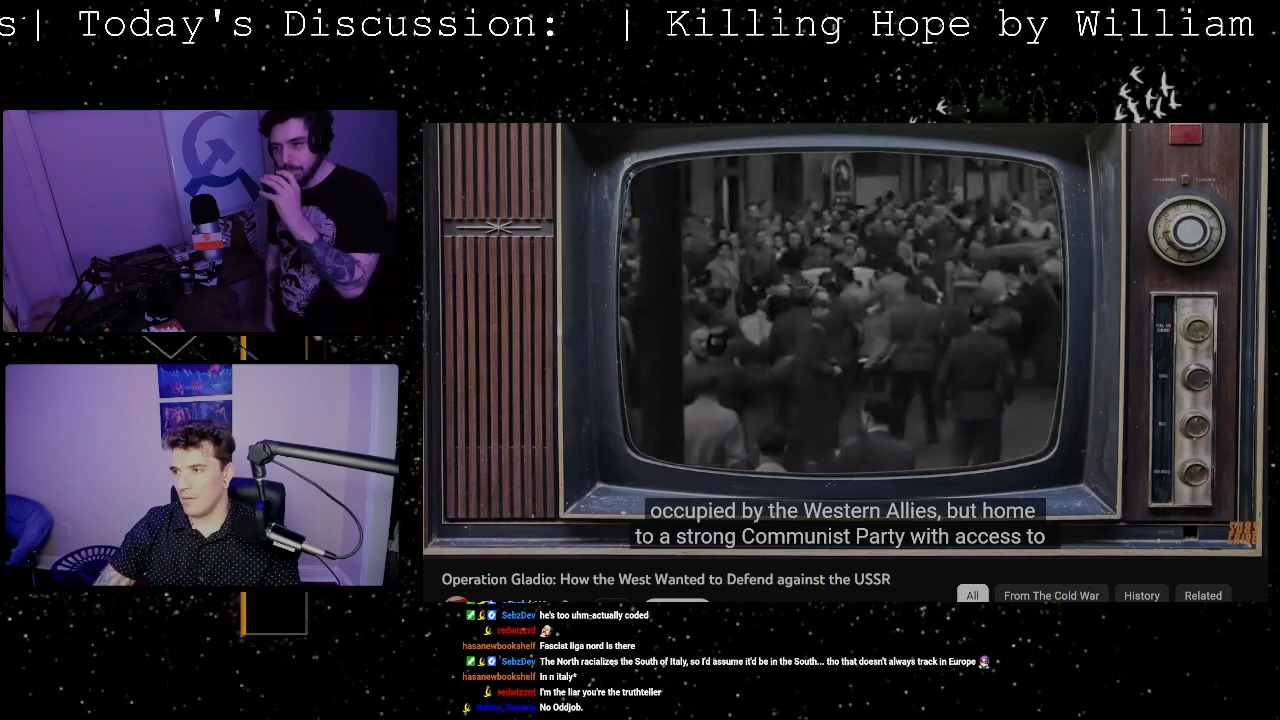 s| Today's Discussion: | Killing Hope by William
occupied by the Western Allies, but home
to a strong Communist Party with access to
Operation Gladio: How the West Wanted to Defend against the USSR
All
From The Cold War
History
Related
SebzDev he's too uhm-actually coded
redwizzrd
hasanewbookshelf Fascist liga nord is there
SebzDev The North racializes the South of Italy, so I'd assume it'd be in the South... tho that doesn't always track in Europe
hasanewbookshelf In n italy*
redwizzrd I'm the liar you're the truthteller
No Oddjob.